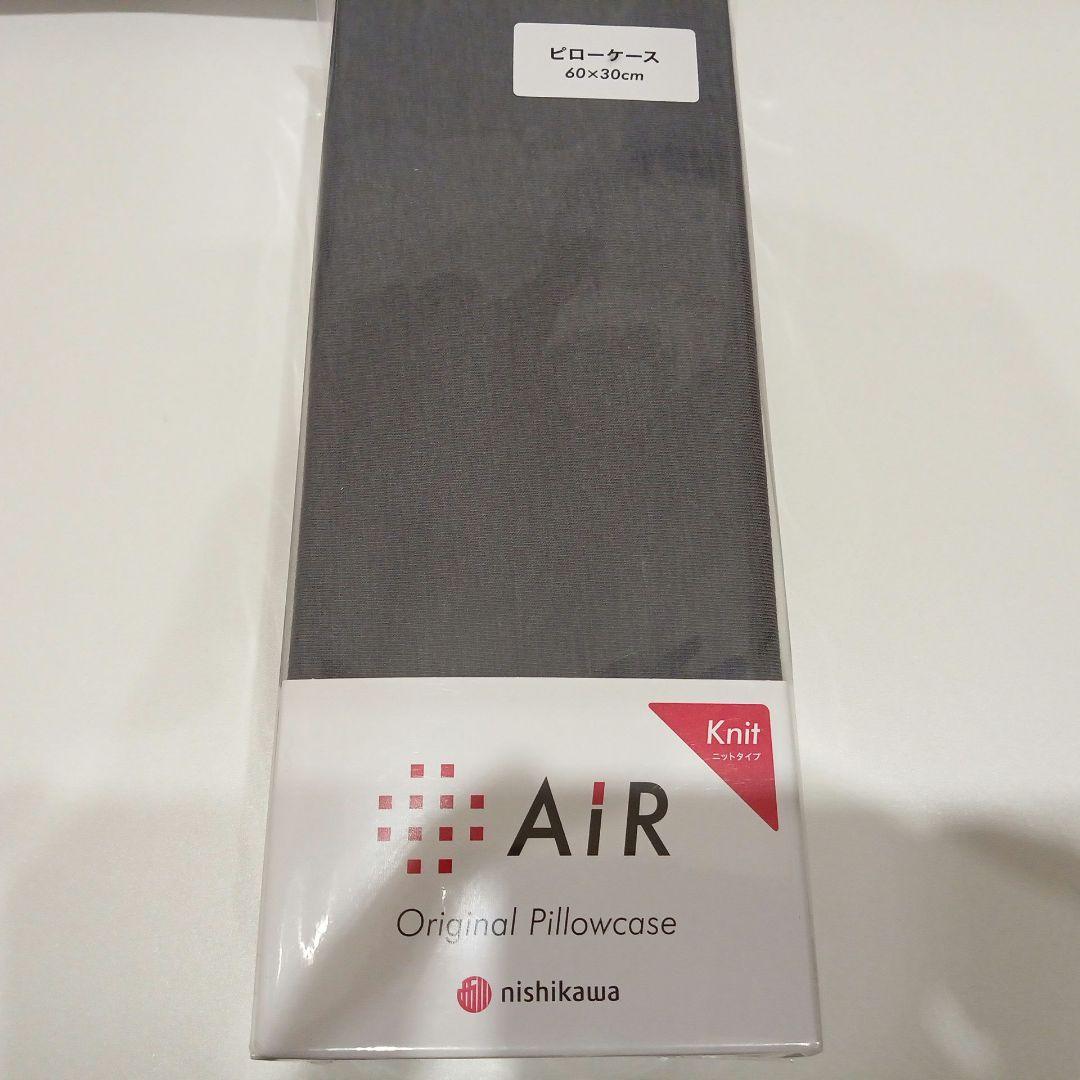 ピローケース
60×30cm
Knit
ニットタイプ
AiR
Original Pillowcase
nishikawa